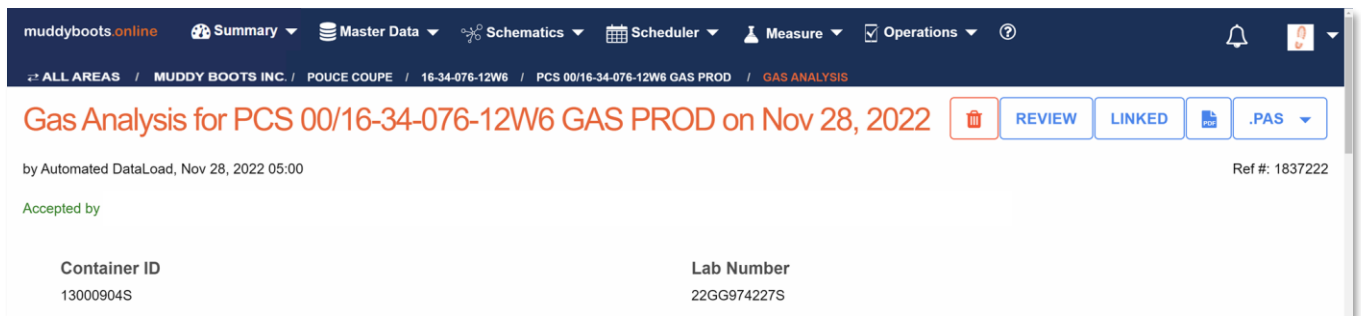 muddyboots.online Summary Master Data Schematics Scheduler Measure Operations ?
ALL AREAS / MUDDY BOOTS INC. / POUCE COUPE / 16-34-076-12W6 / PCS 00/16-34-076-12W6 GAS PROD / GAS ANALYSIS
Gas Analysis for PCS 00/16-34-076-12W6 GAS PROD on Nov 28, 2022 REVIEW LINKED PDF .PAS
by Automated DataLoad, Nov 28, 2022 05:00 Ref #: 1837222
Accepted by
Container ID Lab Number
13000904S 22GG974227S